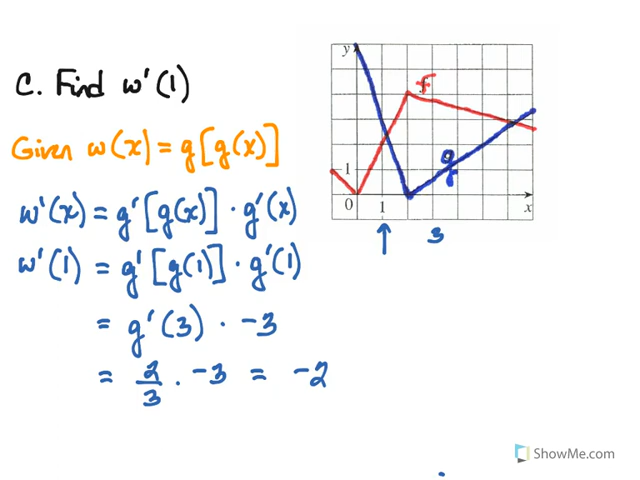 C. Find w'(1)
Given w(x) = g[g(x)]
w'(x) = g'[g(x)] · g'(x)
w'(1) = g'[g(1)] · g'(1)
= g'(3) · -3
= 2/3 · -3 = -2
y
f
g
1
0
1
x
3
ShowMe.com